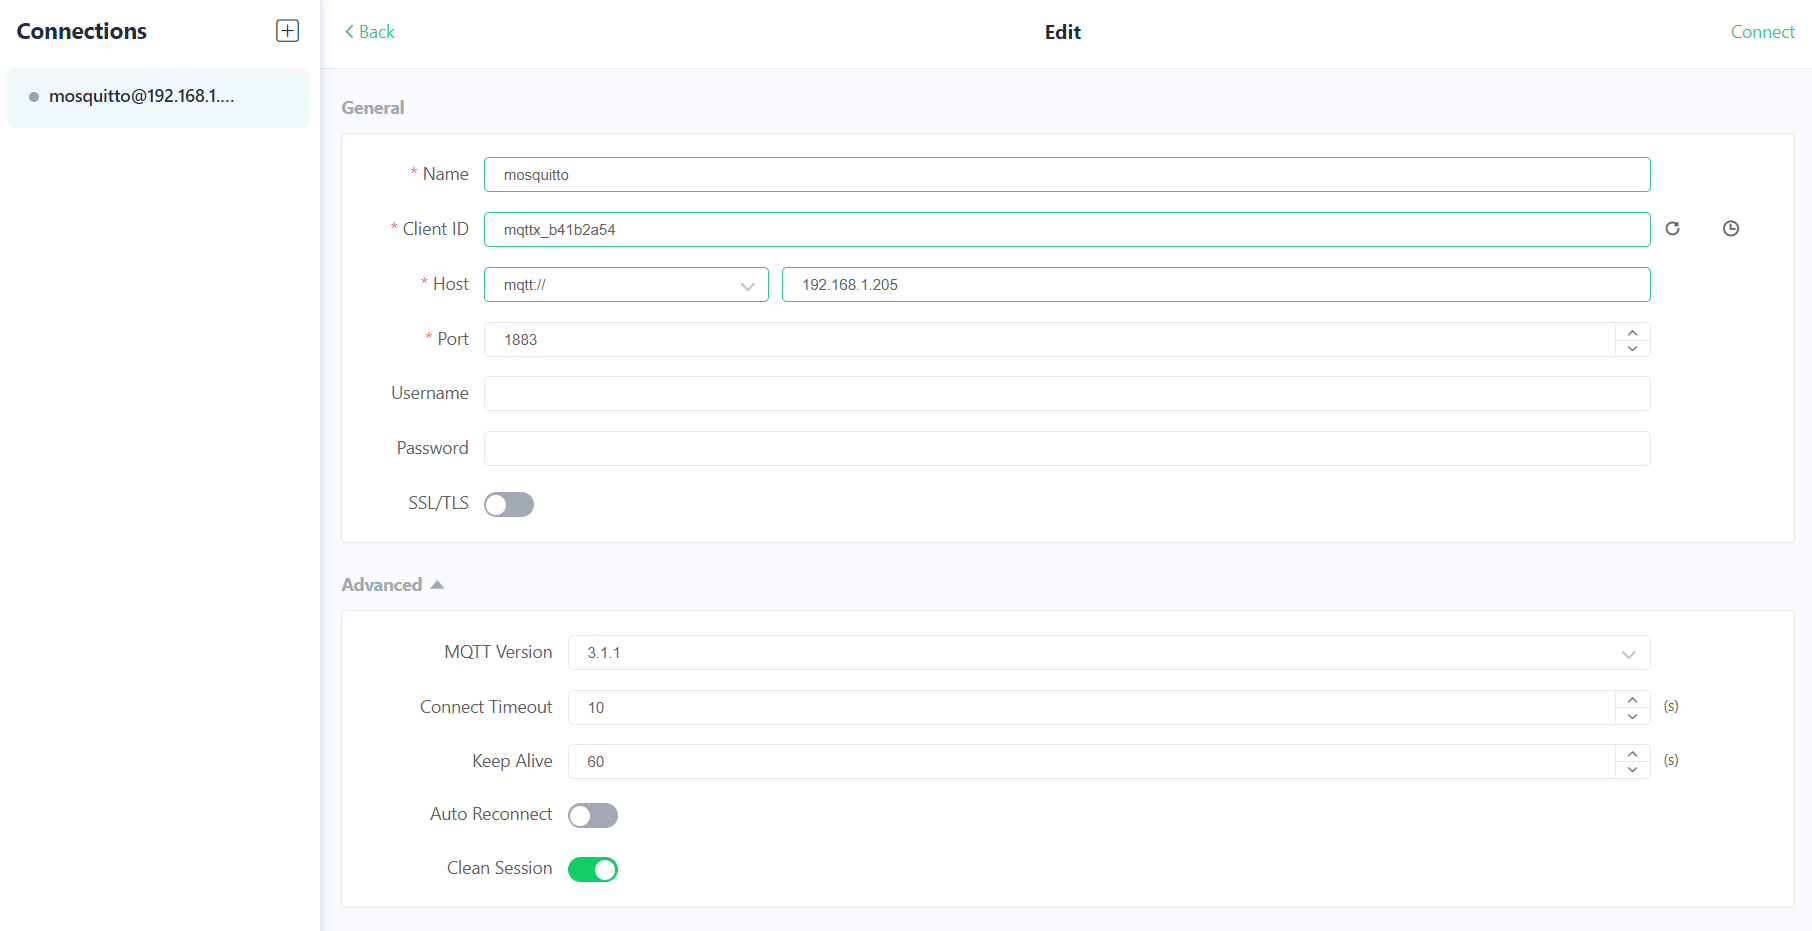 Connections
mosquitto@192.168.1....
Back
Edit
Connect
General
* Name
mosquitto
* Client ID
mqttx_b41b2a54
* Host
mqtt://
192.168.1.205
* Port
1883
Username
Password
SSL/TLS
Advanced
MQTT Version
3.1.1
Connect Timeout
10
(s)
Keep Alive
60
(s)
Auto Reconnect
Clean Session